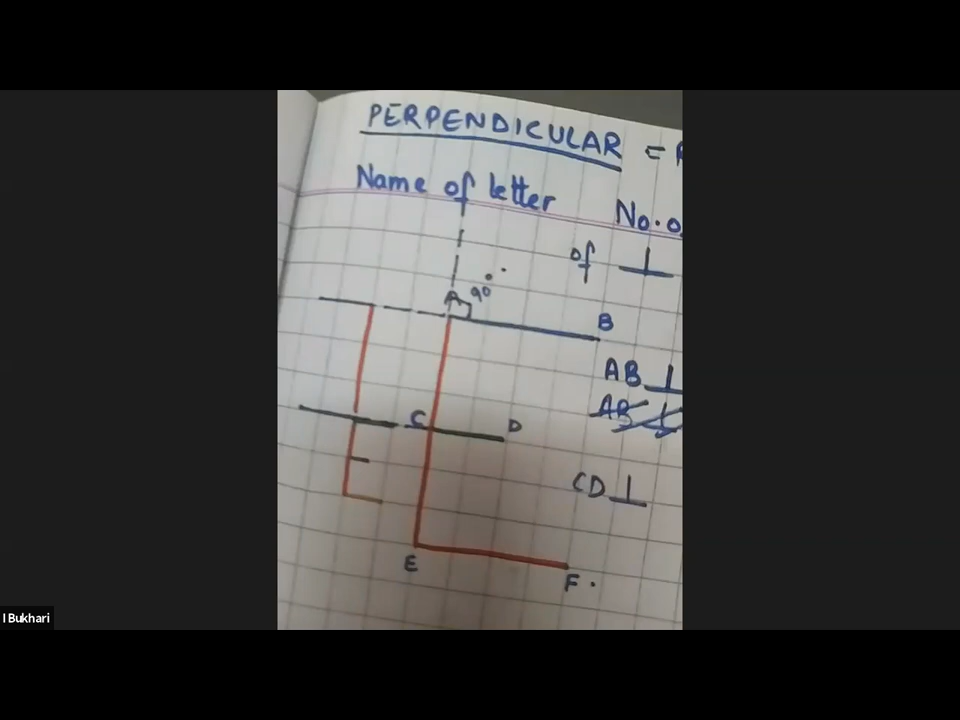 PERPENDICULAR =
Name of letter
No. o
of ⊥
A 90°
B
AB ⊥
AB ⊥
C
D
CD ⊥
E
F.
I Bukhari